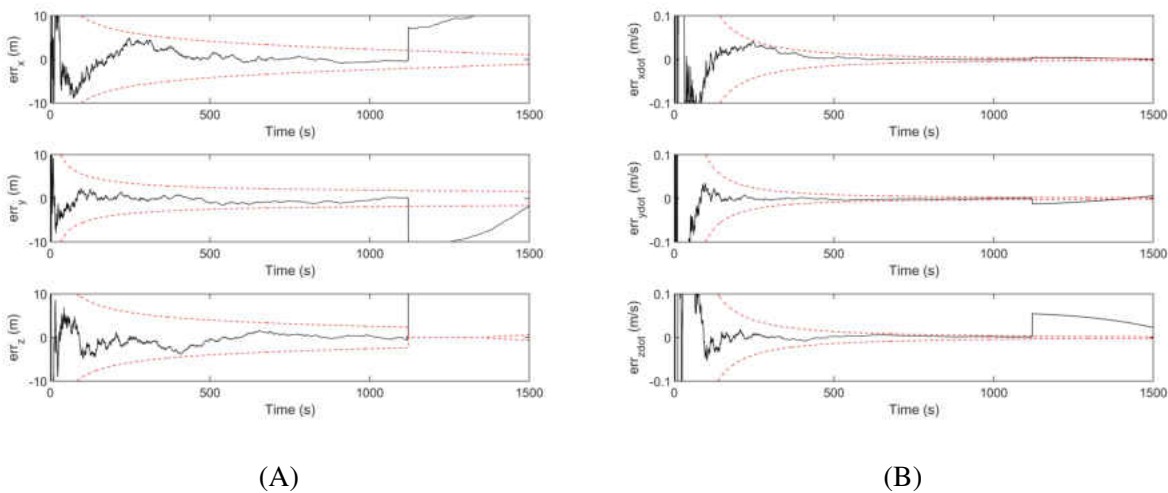 10
0
-10
err_x (m)
0 500 1000 1500
Time (s)
10
0
-10
err_y (m)
0 500 1000 1500
Time (s)
10
0
-10
err_z (m)
0 500 1000 1500
Time (s)
(A)
0.1
0
-0.1
err_xdot (m/s)
0 500 1000 1500
Time (s)
0.1
0
-0.1
err_ydot (m/s)
0 500 1000 1500
Time (s)
0.1
0
-0.1
err_zdot (m/s)
0 500 1000 1500
Time (s)
(B)